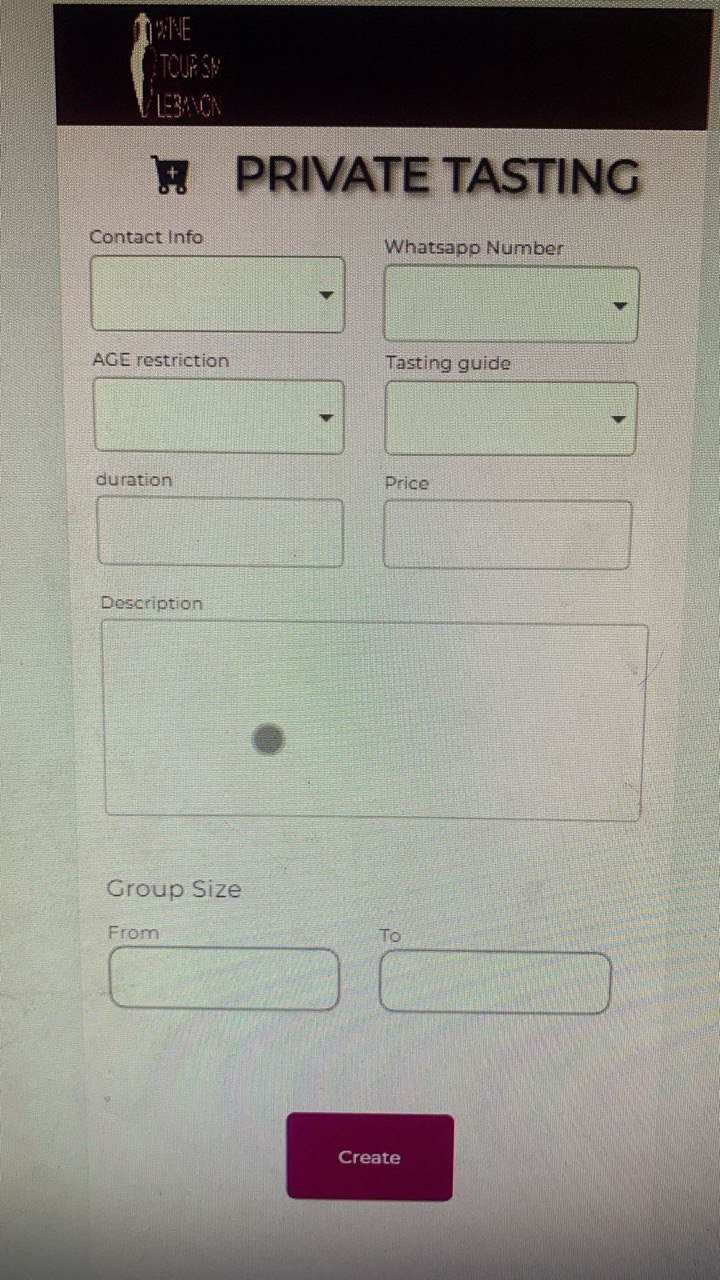 WINE
TOURISM
LEBANON
PRIVATE TASTING
Contact Info
Whatsapp Number
AGE restriction
Tasting guide
duration
Price
Description
Group Size
From
To
Create